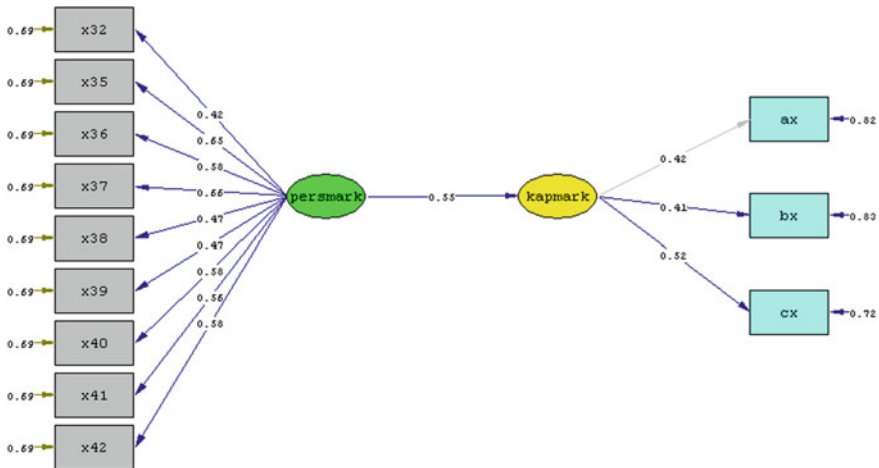 0.69 x32
0.69 x35
0.69 x36
0.69 x37
0.69 x38
0.69 x39
0.69 x40
0.69 x41
0.69 x42
0.42
0.65
0.58
0.66
0.47
0.47
0.58
0.56
0.58
persmark
0.55
kapmark
0.42
0.41
0.52
ax 0.82
bx 0.83
cx 0.72